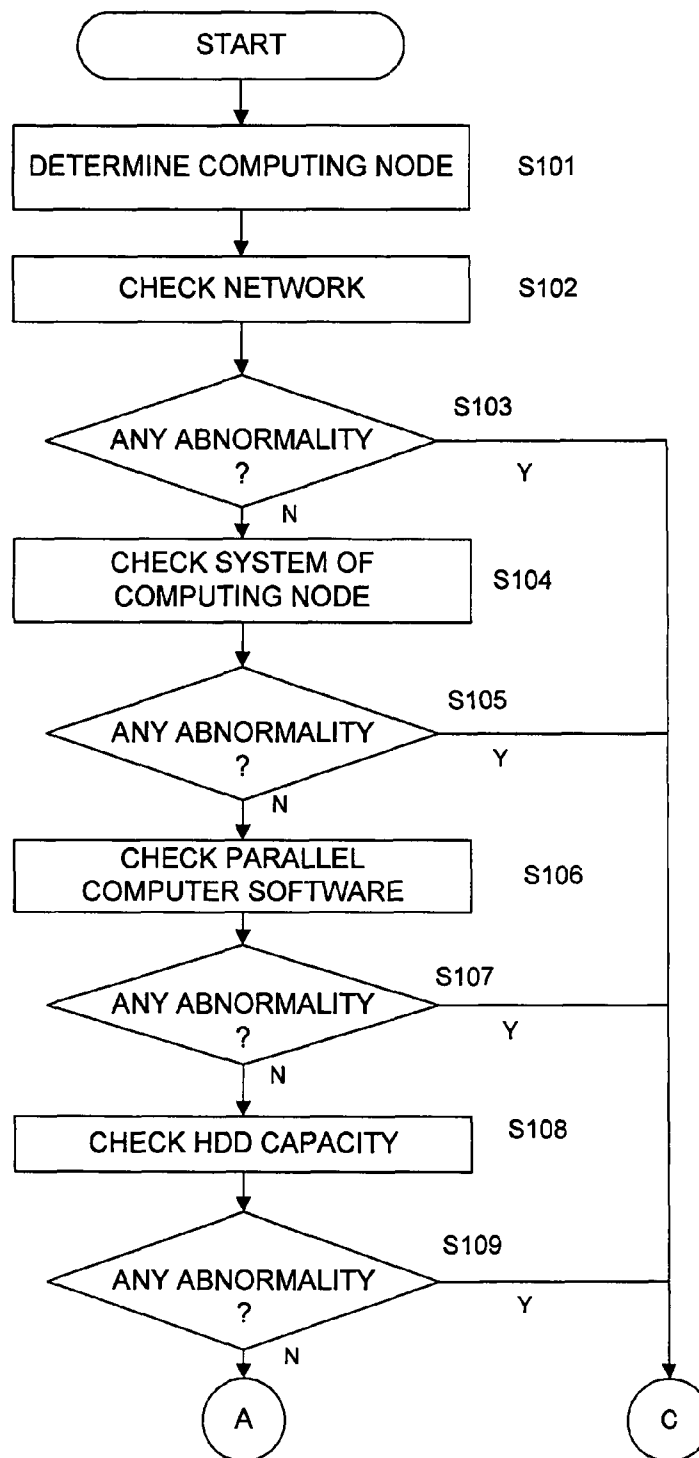 START
DETERMINE COMPUTING NODE
S101
CHECK NETWORK
S102
S103
ANY ABNORMALITY
?
Y
N
CHECK SYSTEM OF
COMPUTING NODE
S104
S105
ANY ABNORMALITY
?
Y
N
CHECK PARALLEL
COMPUTER SOFTWARE
S106
S107
ANY ABNORMALITY
?
Y
N
CHECK HDD CAPACITY
S108
S109
ANY ABNORMALITY
?
Y
N
A
C